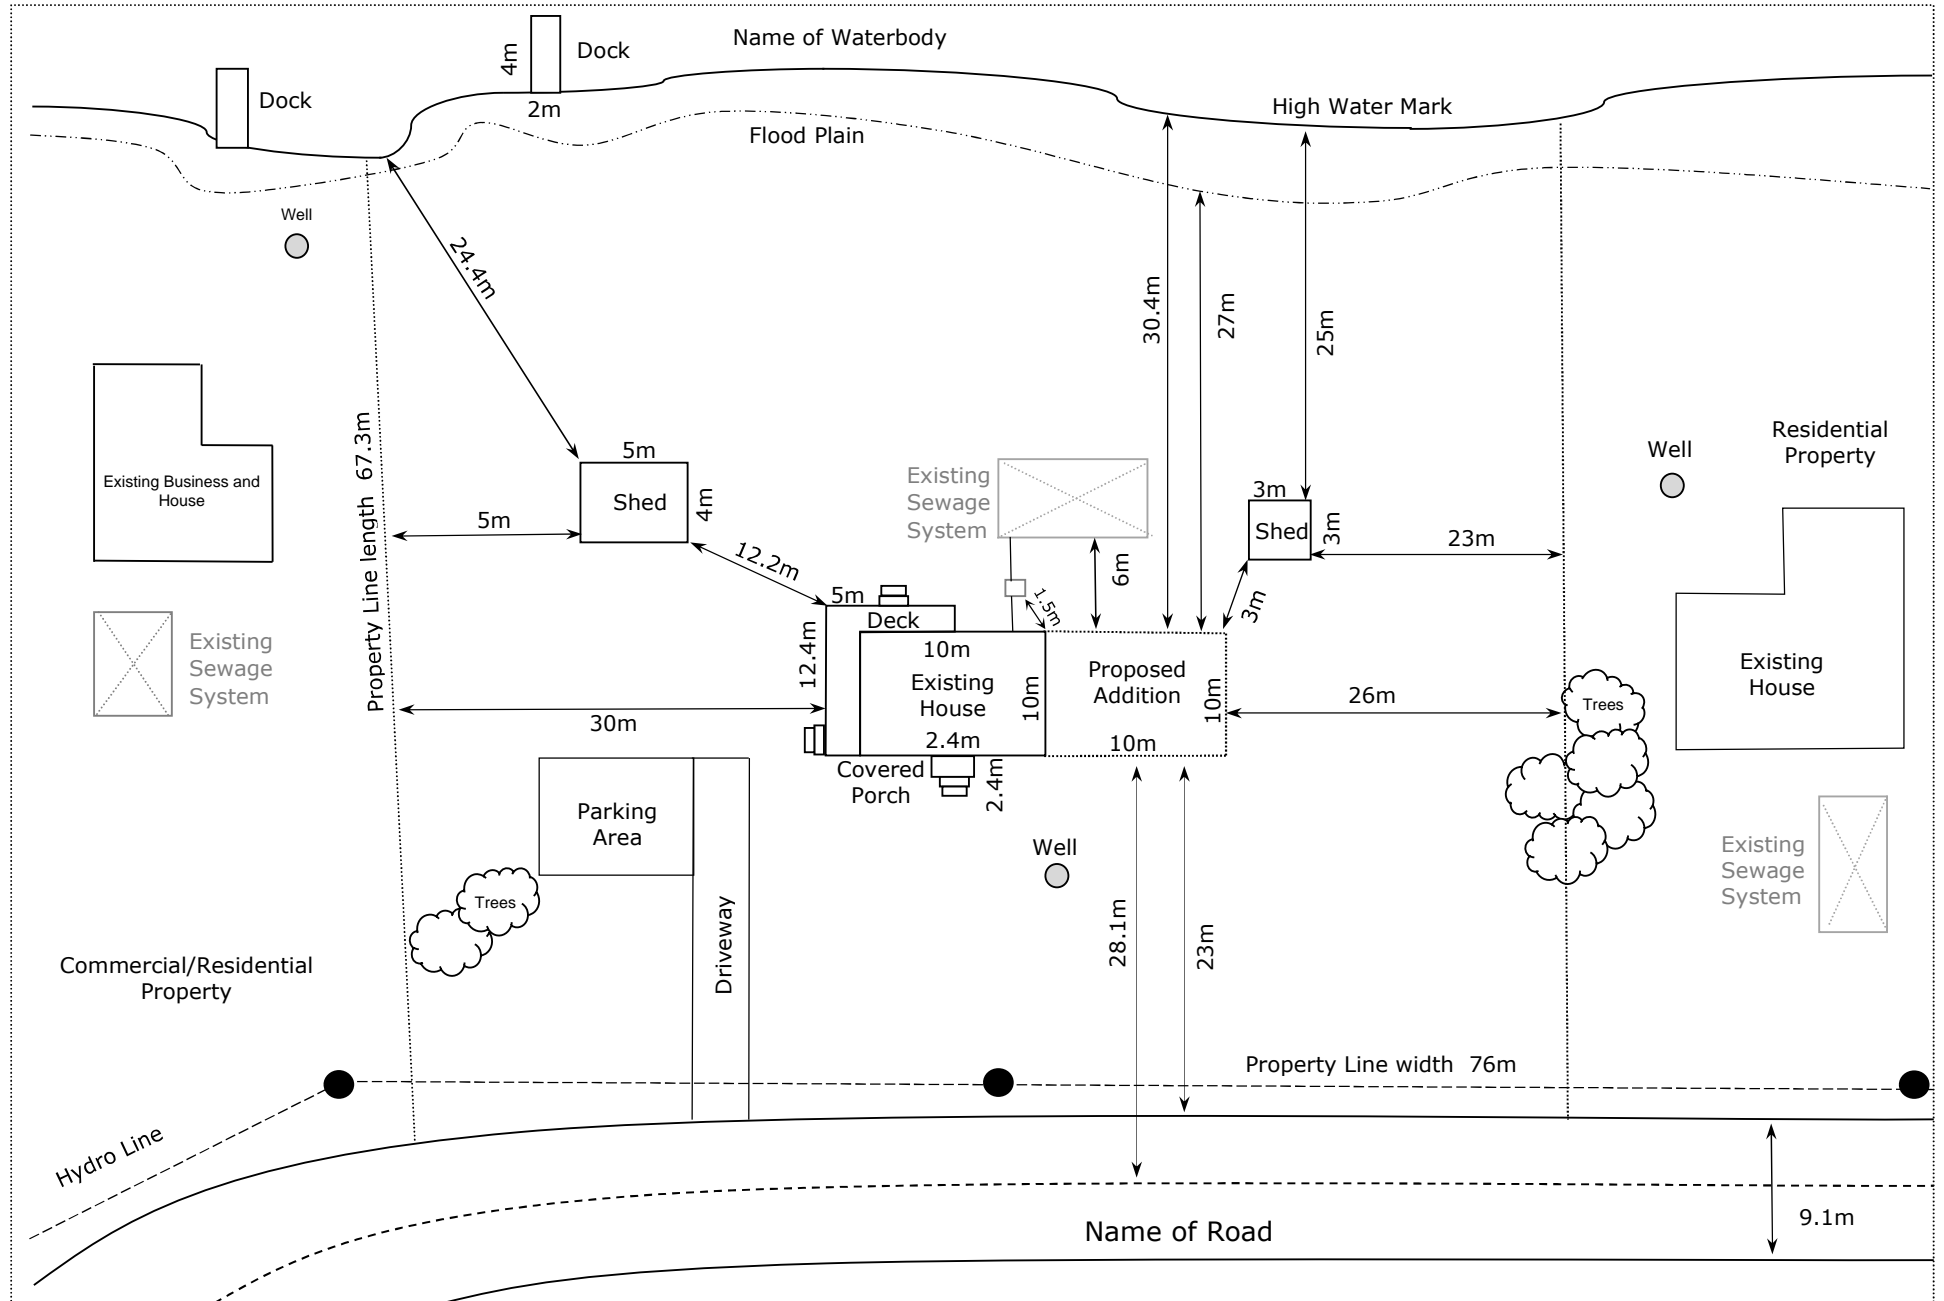 Name of Waterbody
4m
Dock
Dock
2m
High Water Mark
Flood Plain
Well
24.4m
30.4m
27m
25m
Property Line length 67.3m
Existing Business and
House
5m
Shed
4m
5m
12.2m
Existing
Sewage
System
6m
1.5m
3m
Shed
3m
3m
23m
Well
Residential
Property
Existing
Sewage
System
5m
Deck
12.4m
10m
Existing
House
10m
2.4m
Proposed
Addition
10m
10m
26m
30m
Trees
Existing
House
Covered
Porch
2.4m
Parking
Area
Well
Existing
Sewage
System
Trees
Driveway
28.1m
23m
Commercial/Residential
Property
Property Line width 76m
Hydro Line
9.1m
Name of Road